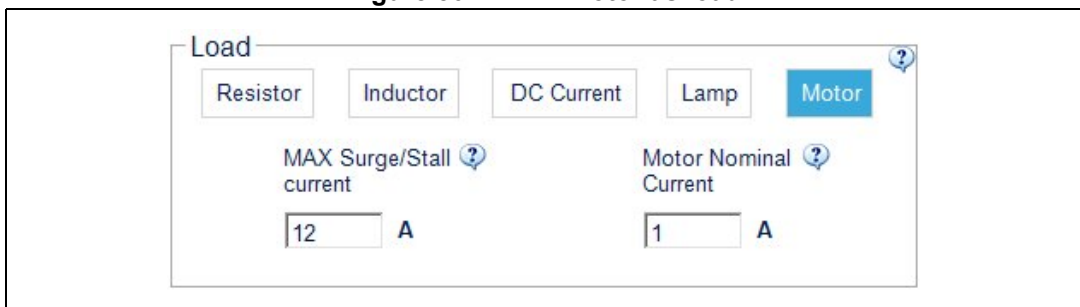 Load
?
Resistor Inductor DC Current Lamp Motor
MAX Surge/Stall ?
current
Motor Nominal ?
Current
12 A
1 A